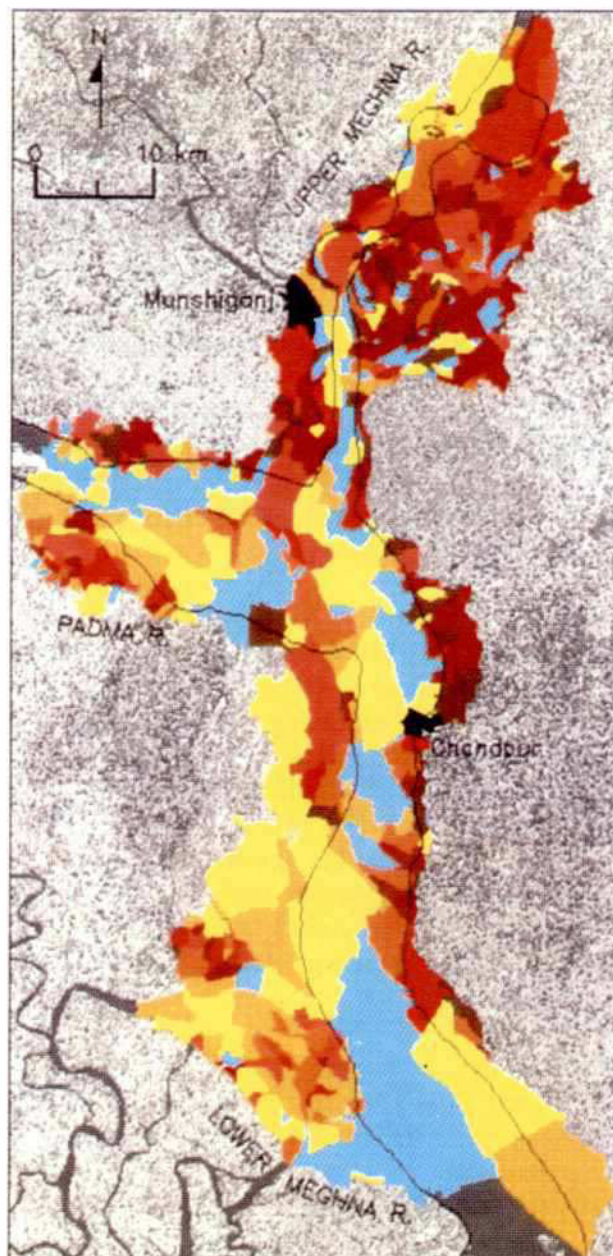 N
UPPER MEGHNA R.
0 10 km
Munshiganj
PADMA R.
Chandpur
LOWER MEGHNA R.